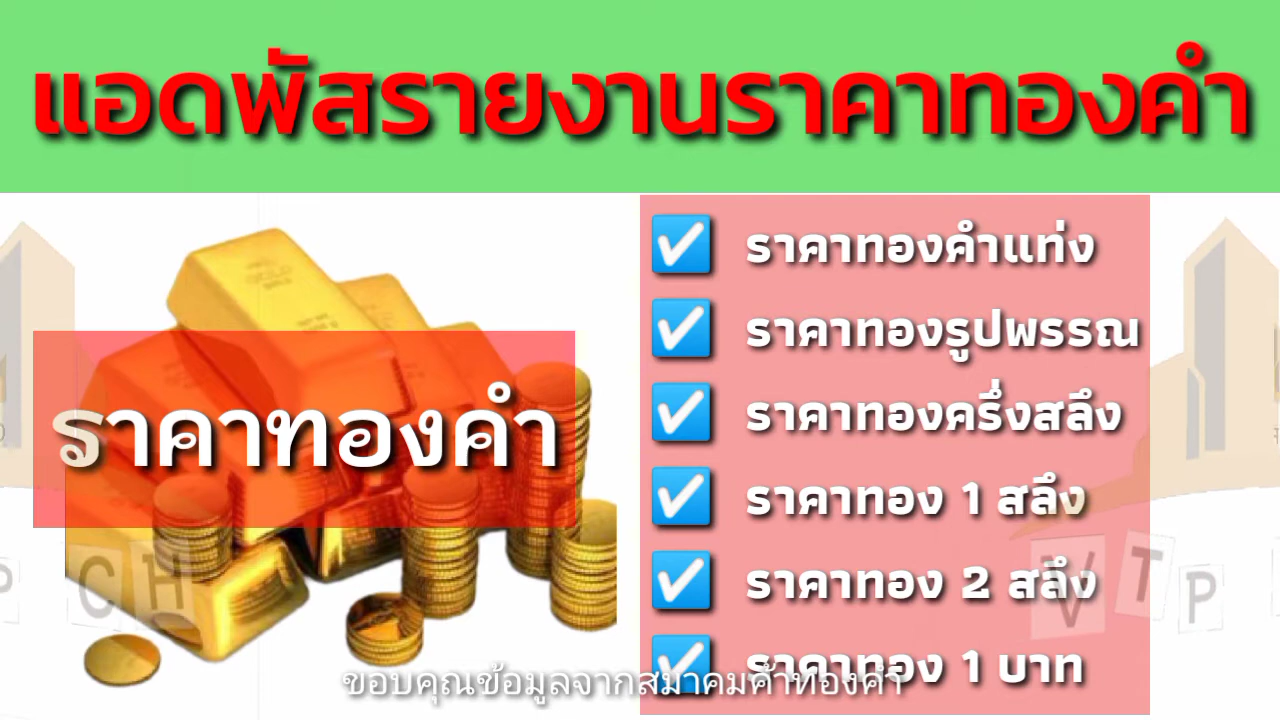 แอดพัสรายงานราคาทองคำ
ราคาทองคำ
ราคาทองคำแท่ง
ราคาทองรูปพรรณ
ราคาทองครึ่งสลึง
ราคาทอง 1 สลึง
ราคาทอง 2 สลึง
ราคาทอง 1 บาท
ขอบคุณข้อมูลจากสมาคมค้าทองคำ
P CH
VTP